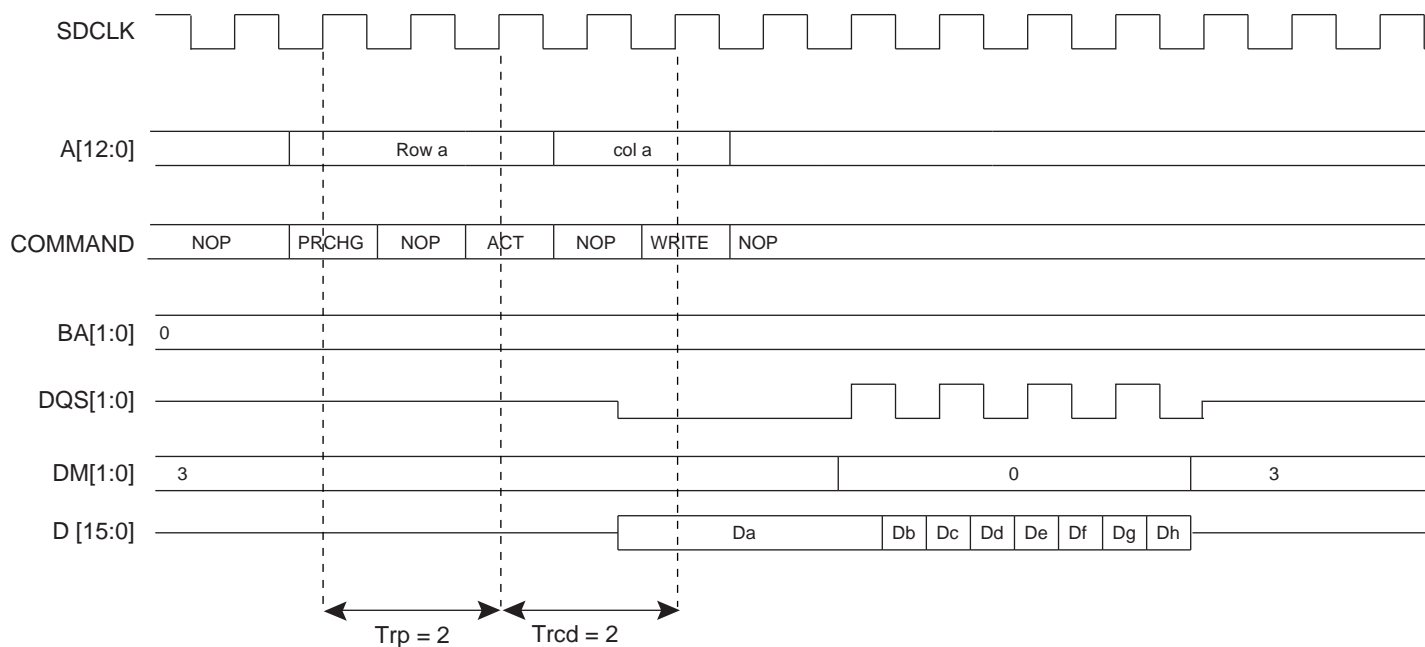 SDCLK
A[12:0] Row a col a
COMMAND NOP PRCHG NOP ACT NOP WRITE NOP
BA[1:0] 0
DQS[1:0]
DM[1:0] 3 0 3
D [15:0] Da Db Dc Dd De Df Dg Dh
Trp = 2 Trcd = 2